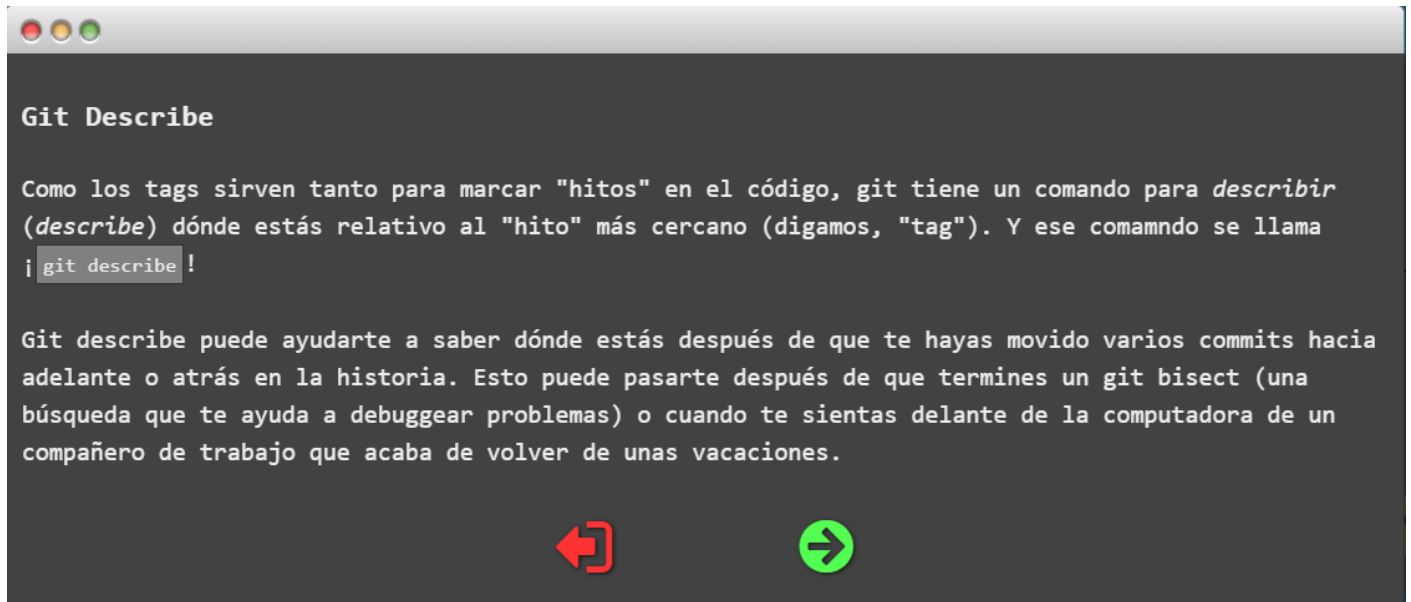 Git Describe
Como los tags sirven tanto para marcar "hitos" en el código, git tiene un comando para describir
(describe) dónde estás relativo al "hito" más cercano (digamos, "tag"). Y ese comamndo se llama
¡git describe!
Git describe puede ayudarte a saber dónde estás después de que te hayas movido varios commits hacia
adelante o atrás en la historia. Esto puede pasarte después de que termines un git bisect (una
búsqueda que te ayuda a debuggear problemas) o cuando te sientas delante de la computadora de un
compañero de trabajo que acaba de volver de unas vacaciones.